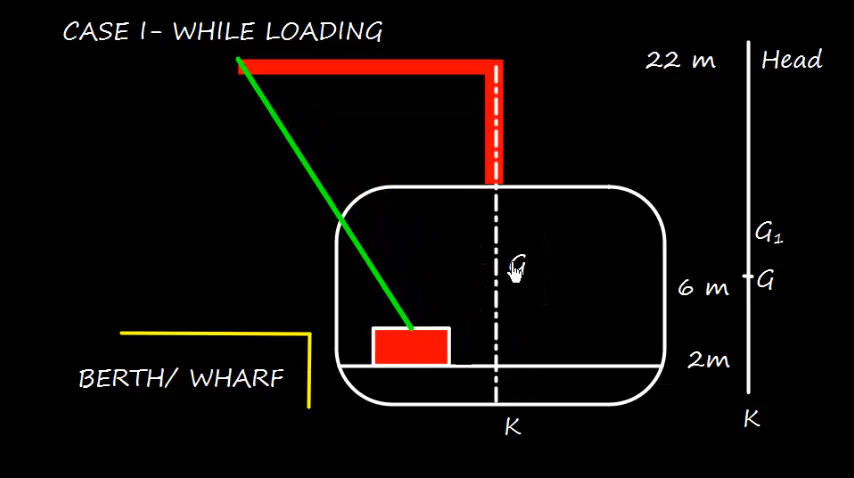 CASE I- WHILE LOADING
22 m
Head
G₁
G
G
6 m
2m
BERTH/ WHARF
K
K